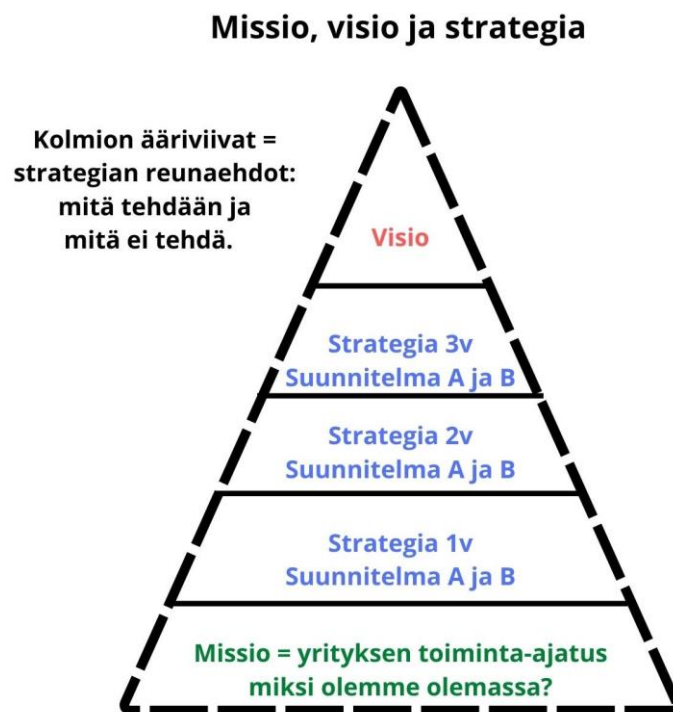 Missio, visio ja strategia
Kolmion ääriviivat =
strategian reunaehdot:
mitä tehdään ja
mitä ei tehdä.
Visio
Strategia 3v
Suunnitelma A ja B
Strategia 2v
Suunnitelma A ja B
Strategia 1v
Suunnitelma A ja B
Missio = yrityksen toiminta-ajatus
miksi olemme olemassa?